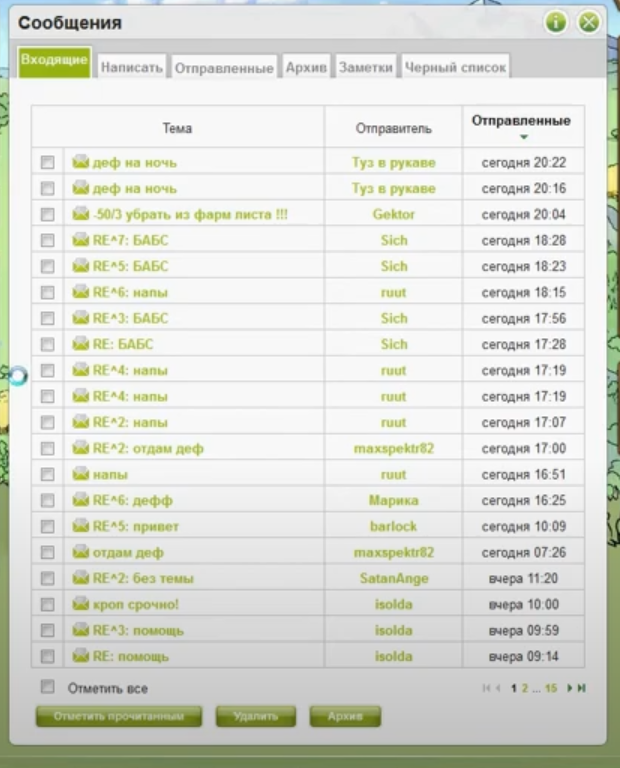 Сообщения
Входящие Написать Отправленные Архив Заметки Черный список
Тема Отправитель Отправленные
деф на ночь Туз в рукаве сегодня 20:22
деф на ночь Туз в рукаве сегодня 20:16
-50/3 убрать из фарм листа !!! Gektor сегодня 20:04
RE^7: БАБС Sich сегодня 18:28
RE^5: БАБС Sich сегодня 18:23
RE^6: напы ruut сегодня 18:15
RE^3: БАБС Sich сегодня 17:56
RE: БАБС Sich сегодня 17:28
RE^4: напы ruut сегодня 17:19
RE^4: напы ruut сегодня 17:19
RE^2: напы ruut сегодня 17:07
RE^2: отдам деф maxspektr82 сегодня 17:00
напы ruut сегодня 16:51
RE^6: дефф Марика сегодня 16:25
RE^5: привет barlock сегодня 10:09
отдам деф maxspektr82 сегодня 07:26
RE^2: без темы SatanAnge вчера 11:20
кроп срочно! isolda вчера 10:00
RE^3: помощь isolda вчера 09:59
RE: помощь isolda вчера 09:14
Отметить все 1 2 ... 15
Отметить прочитанным Удалить Архив